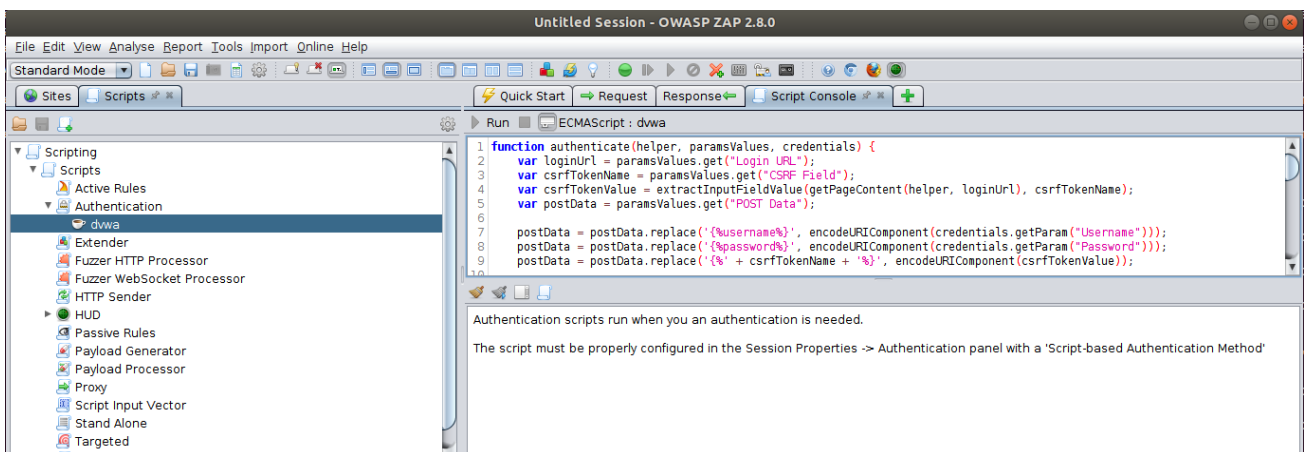 Untitled Session - OWASP ZAP 2.8.0
File Edit View Analyse Report Tools Import Online Help
Standard Mode
Sites Scripts
Quick Start Request Response Script Console
Run ECMAScript : dvwa
Scripting
Scripts
Active Rules
Authentication
dvwa
Extender
Fuzzer HTTP Processor
Fuzzer WebSocket Processor
HTTP Sender
HUD
Passive Rules
Payload Generator
Payload Processor
Proxy
Script Input Vector
Stand Alone
Targeted
1 function authenticate(helper, paramsValues, credentials) {
2 var loginUrl = paramsValues.get("Login URL");
3 var csrfTokenName = paramsValues.get("CSRF Field");
4 var csrfTokenValue = extractInputFieldValue(getPageContent(helper, loginUrl), csrfTokenName);
5 var postData = paramsValues.get("POST Data");
6
7 postData = postData.replace('{%username%}', encodeURIComponent(credentials.getParam("Username")));
8 postData = postData.replace('{%password%}', encodeURIComponent(credentials.getParam("Password")));
9 postData = postData.replace('{%' + csrfTokenName + '%}', encodeURIComponent(csrfTokenValue));
10
Authentication scripts run when you an authentication is needed.
The script must be properly configured in the Session Properties -> Authentication panel with a 'Script-based Authentication Method'